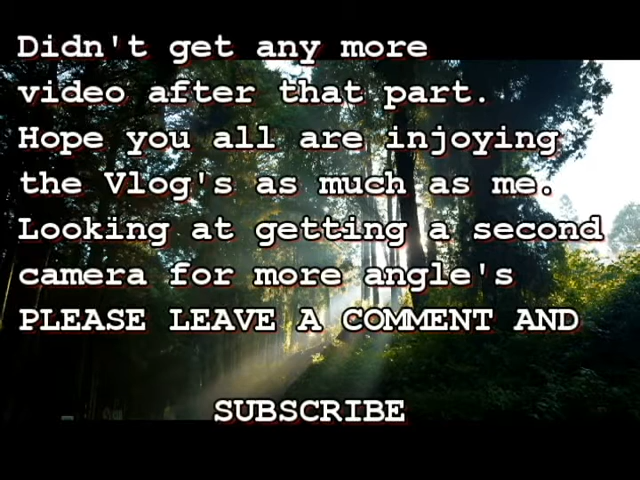 Didn't get any more
video after that part.
Hope you all are injoying
the Vlog's as much as me.
Looking at getting a second
camera for more angle's
PLEASE LEAVE A COMMENT AND
SUBSCRIBE